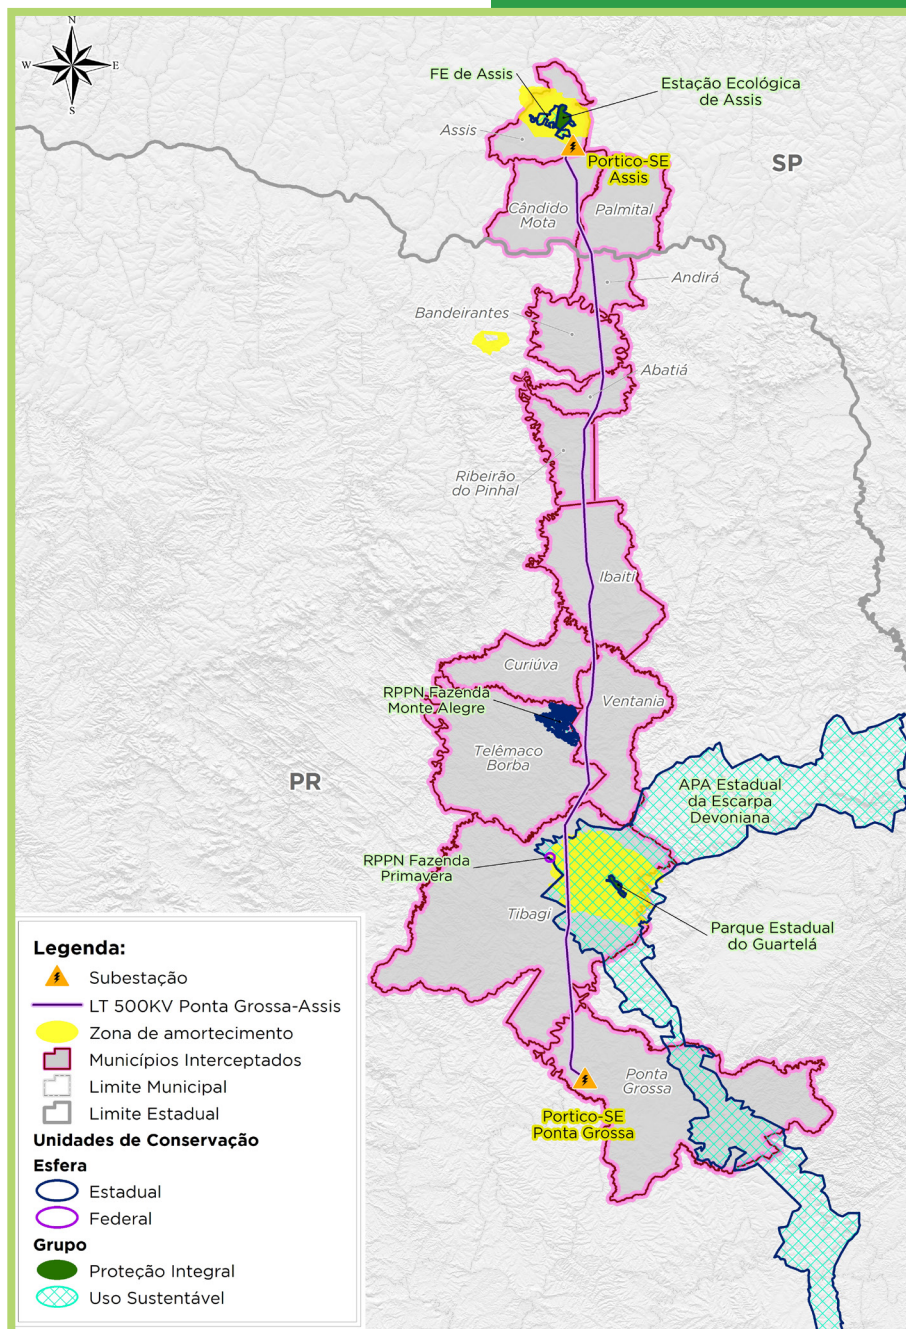 N
W
E
S
FE de Assis
Estação Ecológica
de Assis
Assis
Portico-SE
Assis
SP
Cândido
Mota
Palmital
Andirá
Bandeirantes
Abatiá
Ribeirão
do Pinhal
Ibaiti
Curiúva
RPPN Fazenda
Monte Alegre
Ventania
Telêmaco
Borba
PR
APA Estadual
da Escarpa
Devoniana
RPPN Fazenda
Primavera
Tibagi
Parque Estadual
do Guartelá
Ponta
Grossa
Portico-SE
Ponta Grossa
Legenda:
Subestação
LT 500KV Ponta Grossa-Assis
Zona de amortecimento
Municípios Interceptados
Limite Municipal
Limite Estadual
Unidades de Conservação
Esfera
Estadual
Federal
Grupo
Proteção Integral
Uso Sustentável